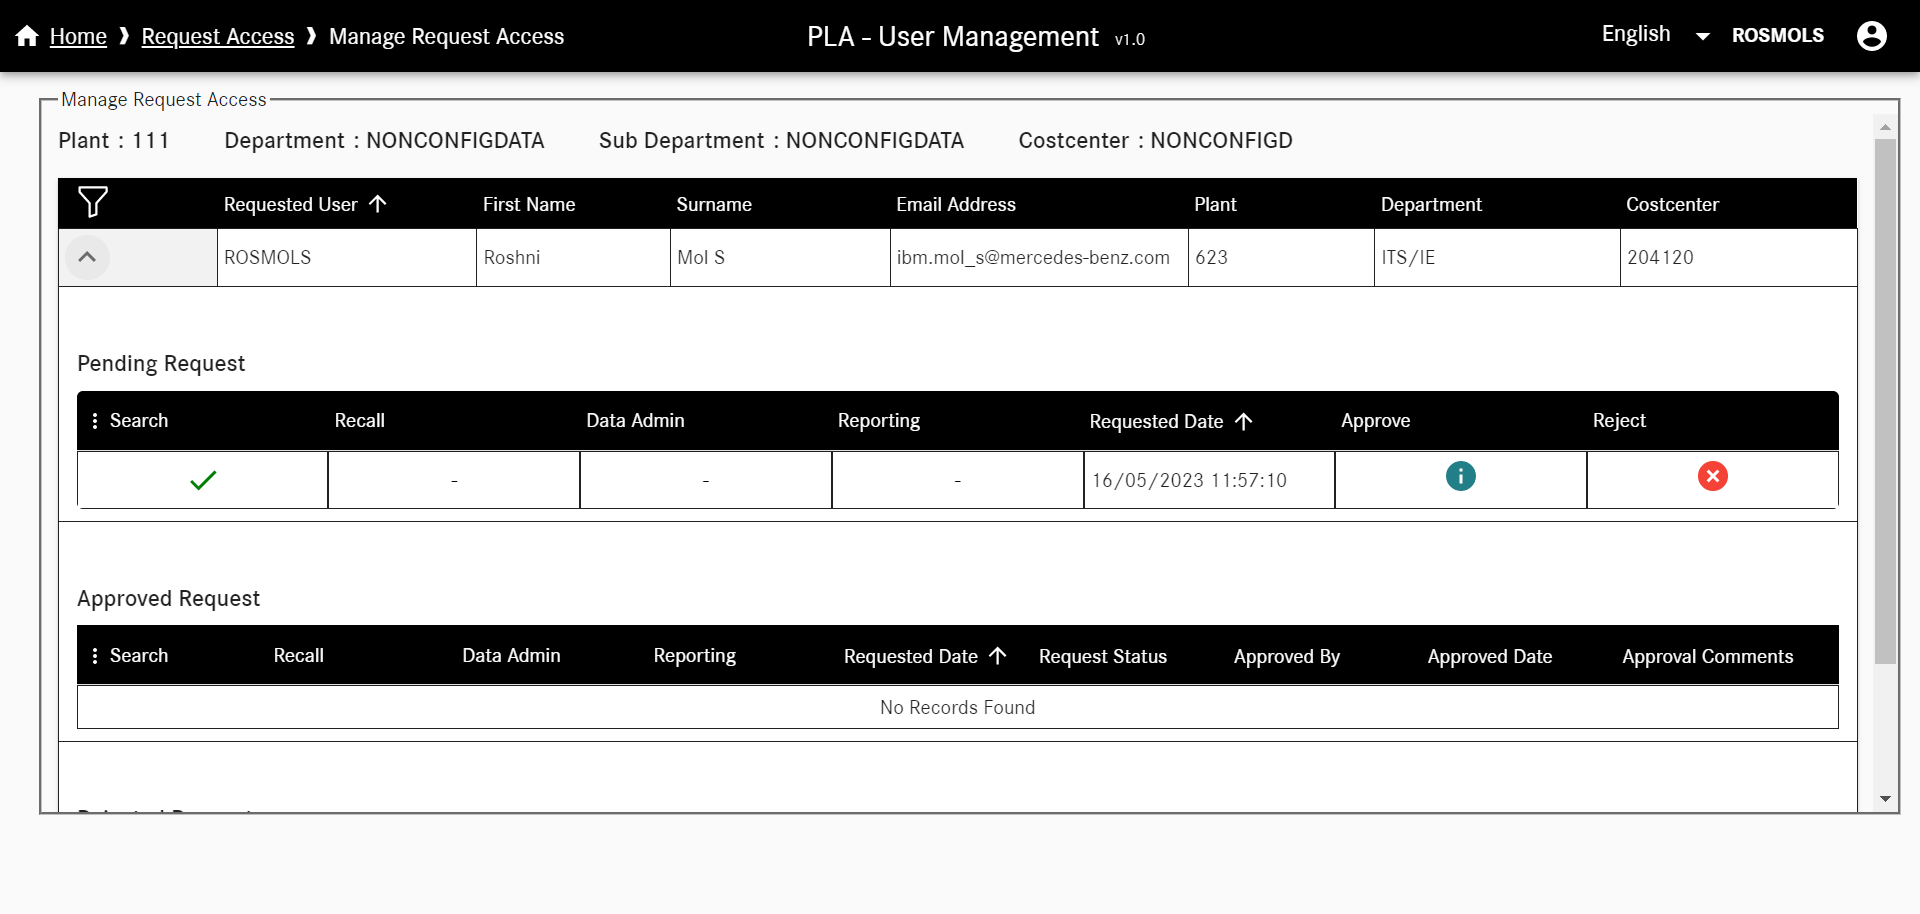 Home ❱ Request Access ❱ Manage Request Access
PLA - User Management v1.0
English ROSMOLS
Manage Request Access
Plant : 111 Department : NONCONFIGDATA Sub Department : NONCONFIGDATA Costcenter : NONCONFIGD
Requested User First Name Surname Email Address Plant Department Costcenter
ROSMOLS Roshni Mol S ibm.mol_s@mercedes-benz.com 623 ITS/IE 204120
Pending Request
Search Recall Data Admin Reporting Requested Date Approve Reject
- - - 16/05/2023 11:57:10
Approved Request
Search Recall Data Admin Reporting Requested Date Request Status Approved By Approved Date Approval Comments
No Records Found